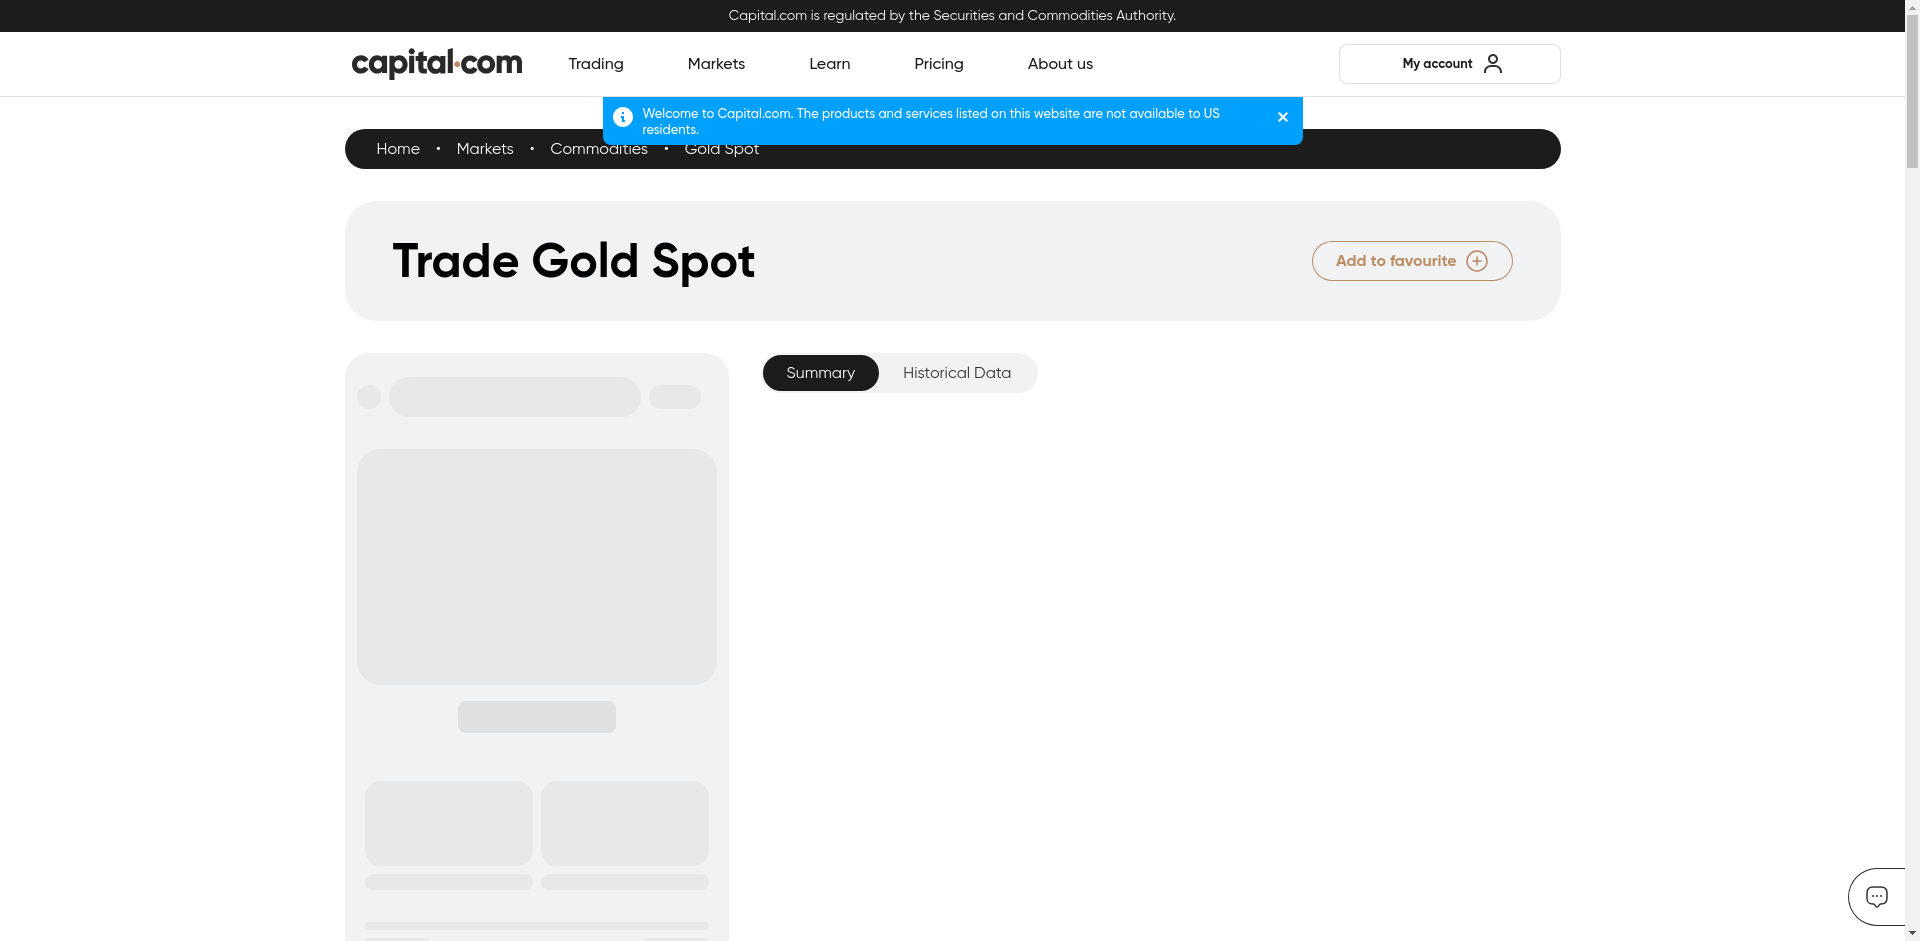 Capital.com is regulated by the Securities and Commodities Authority.
capital.com
Trading
Markets
Learn
Pricing
About us
My account
Welcome to Capital.com. The products and services listed on this website are not available to US
residents.
Home • Markets • Commodities • Gold Spot
Trade Gold Spot
Add to favourite
Summary
Historical Data